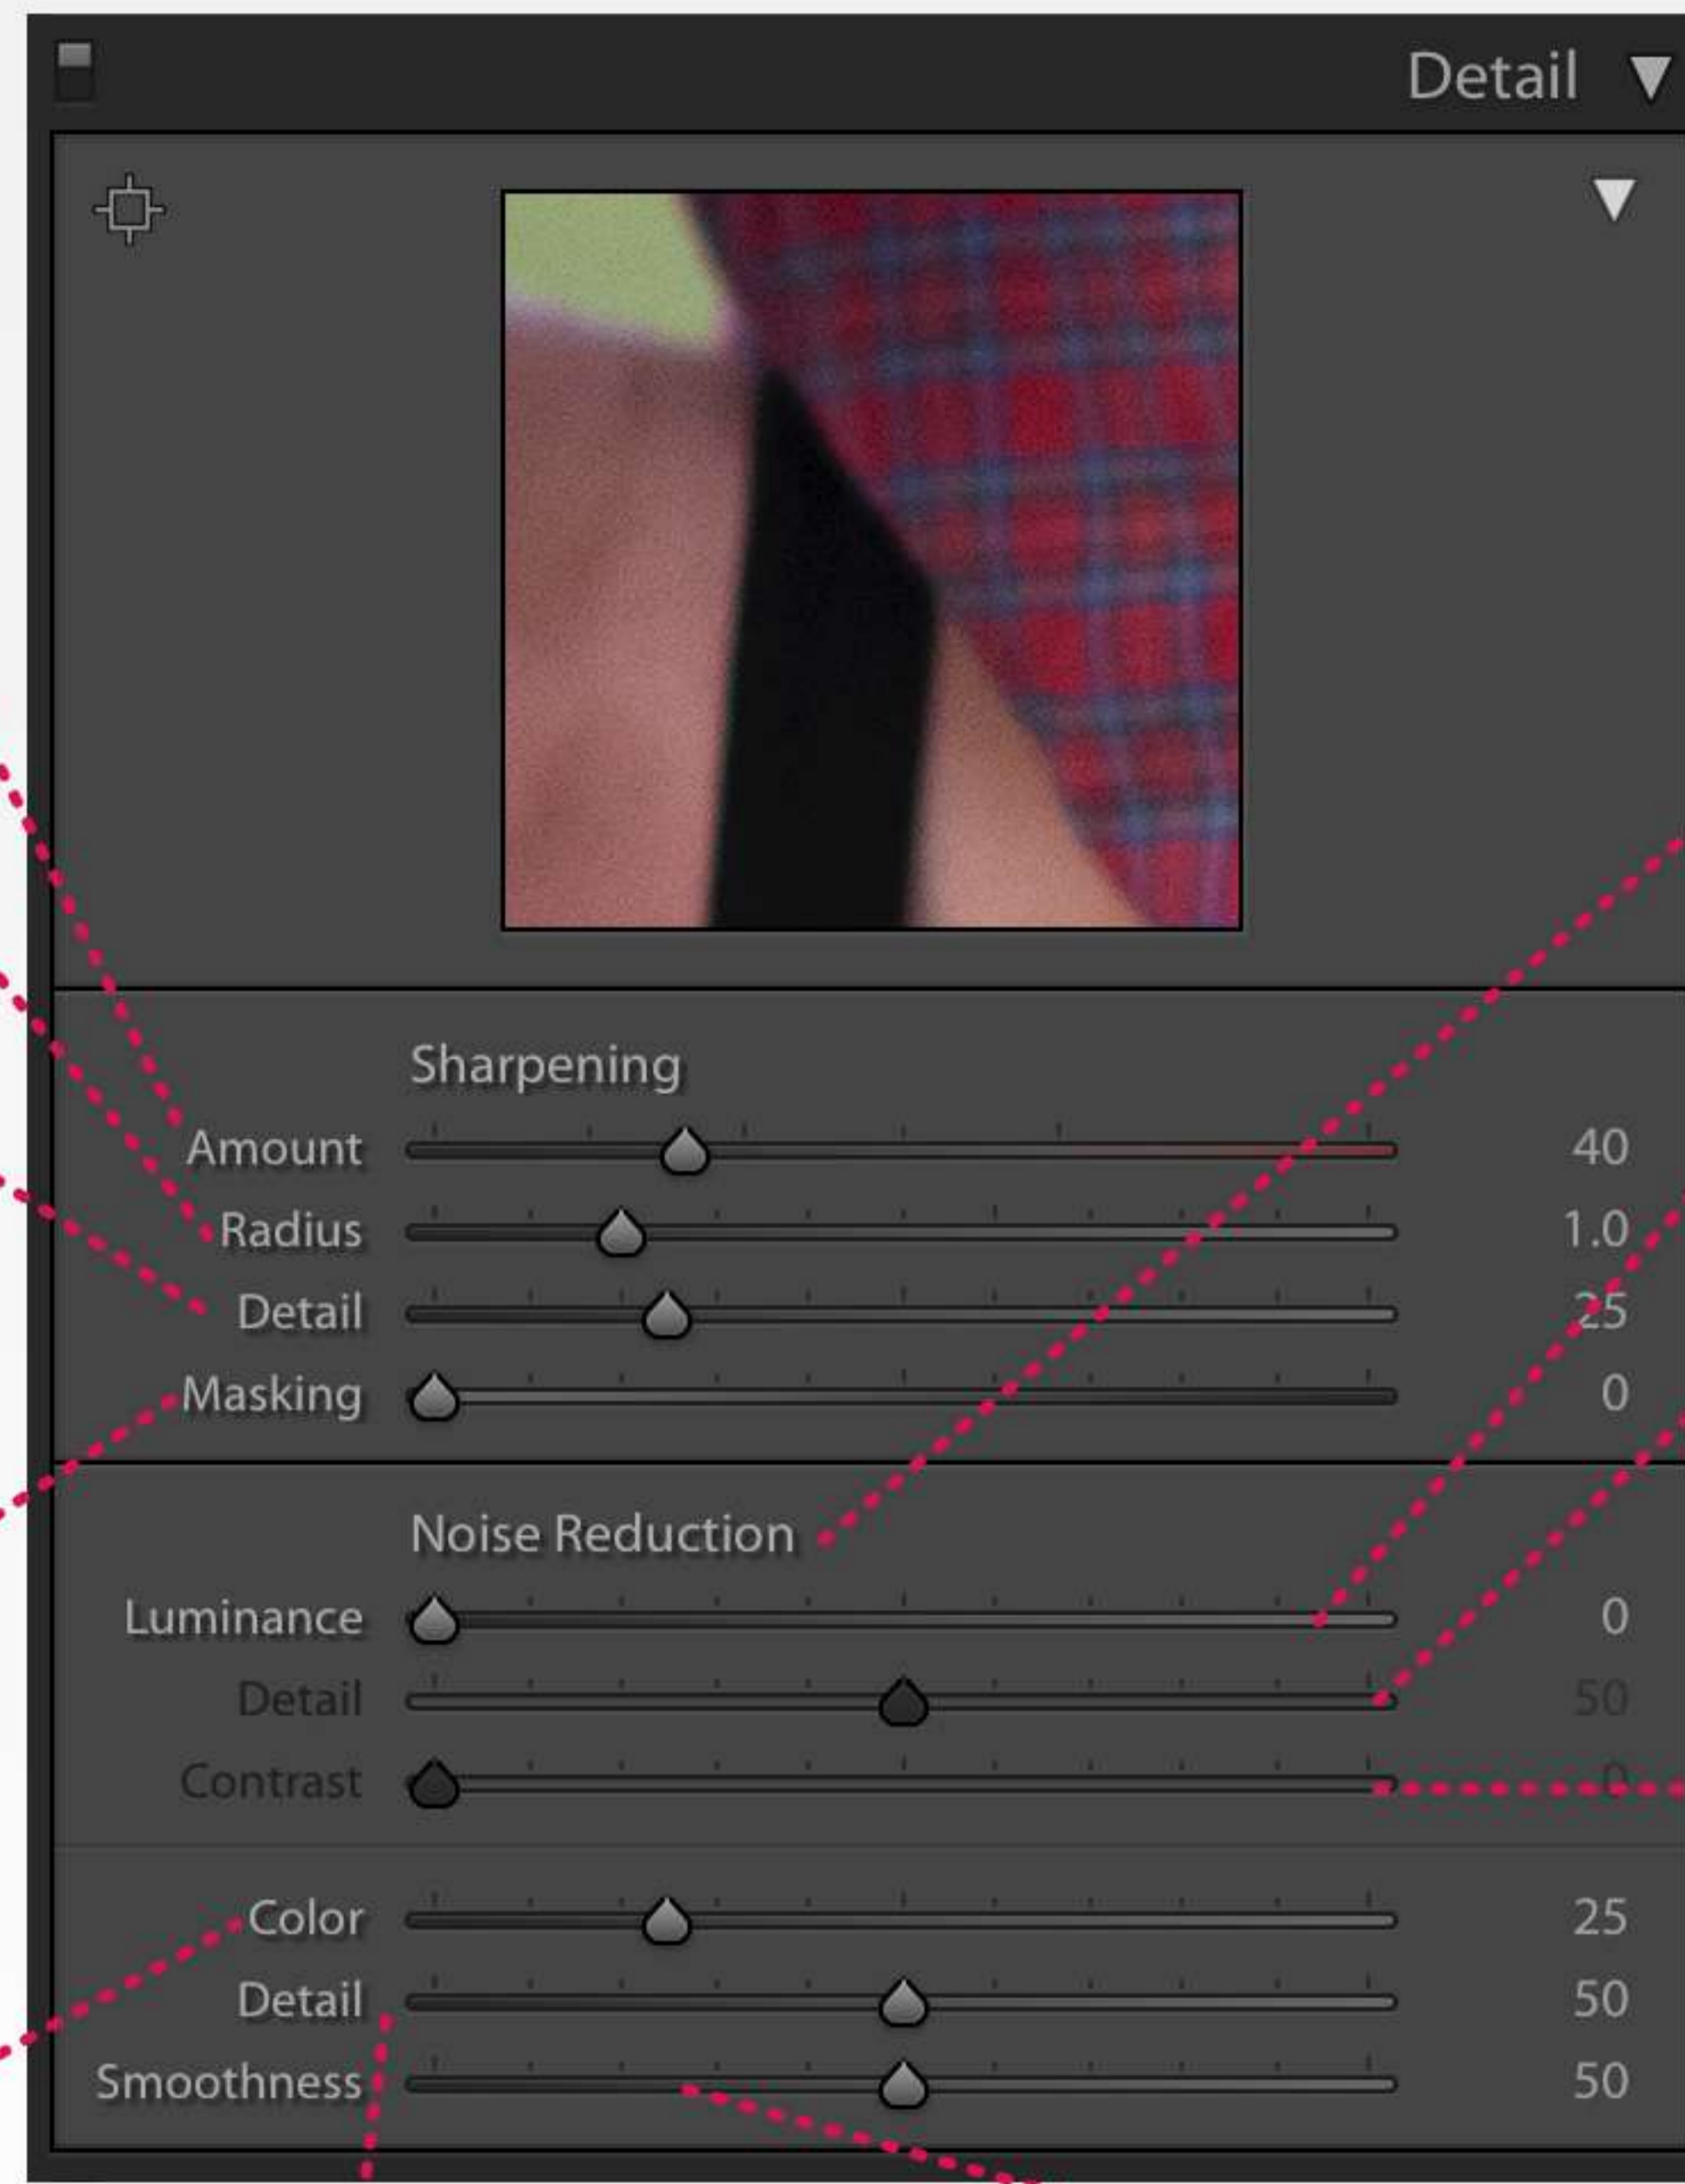 Detail
Sharpening
Amount 40
Radius 1.0
Detail 25
Masking 0
Noise Reduction
Luminance 0
Detail 50
Contrast 0
Color 25
Detail 50
Smoothness 50